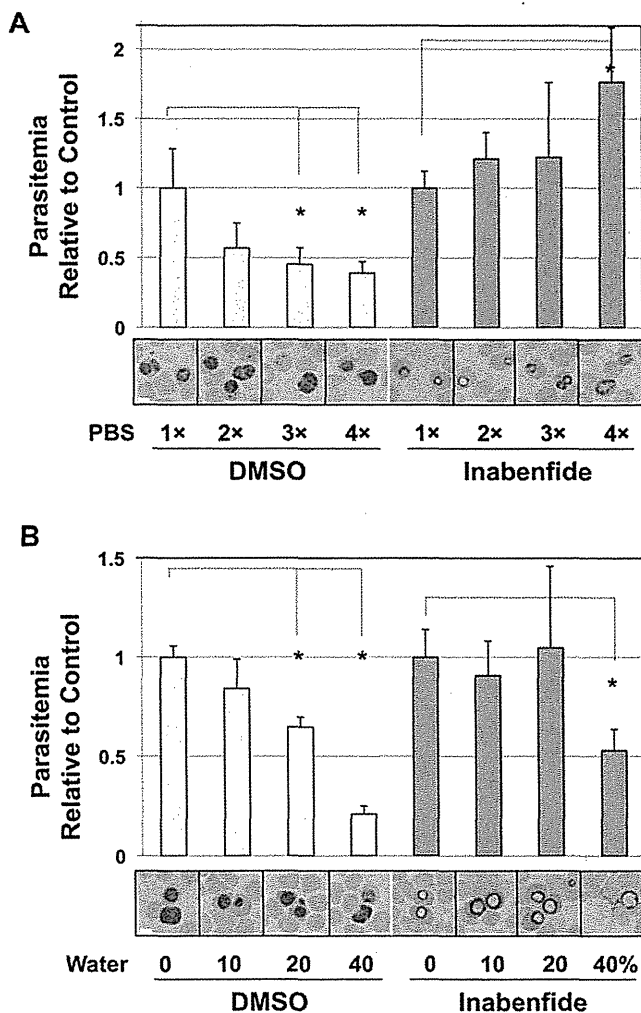 A
Parasitemia
Relative to Control
2
1.5
1
0.5
0
* * *
PBS 1× 2× 3× 4× 1× 2× 3× 4×
DMSO Inabenfide
B
Parasitemia
Relative to Control
1.5
1
0.5
0
* * *
Water 0 10 20 40 0 10 20 40%
DMSO Inabenfide